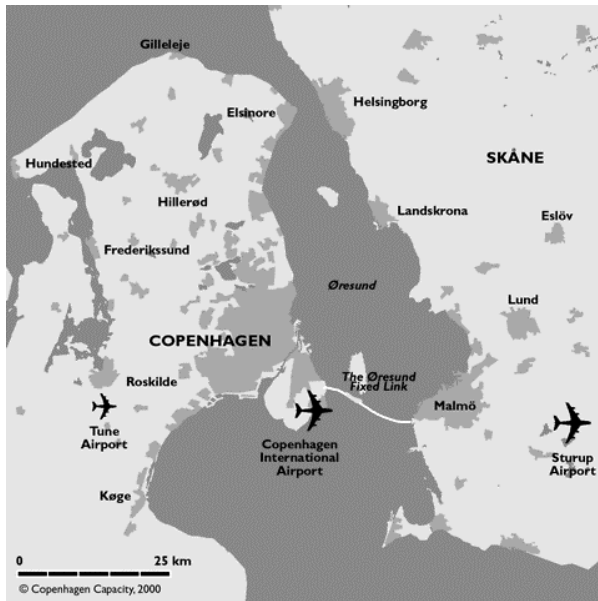 Gilleleje
Elsinore
Helsingborg
Hundested
SKÅNE
Hillerød
Landskrona
Eslöv
Frederikssund
Øresund
Lund
COPENHAGEN
Roskilde
The Øresund
Fixed Link
Malmö
Tune
Airport
Copenhagen
International
Airport
Sturup
Airport
Køge
0 25 km
© Copenhagen Capacity, 2000